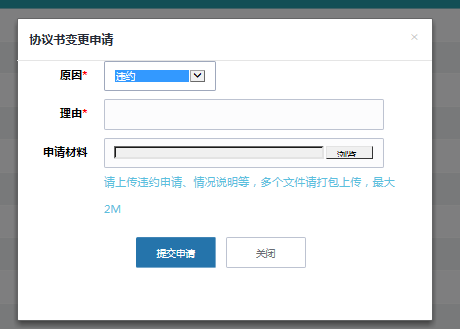 协议书变更申请
×
原因*
违约
理由*
申请材料
浏览
请上传违约申请、情况说明等，多个文件请打包上传，最大
2M
提交申请
关闭